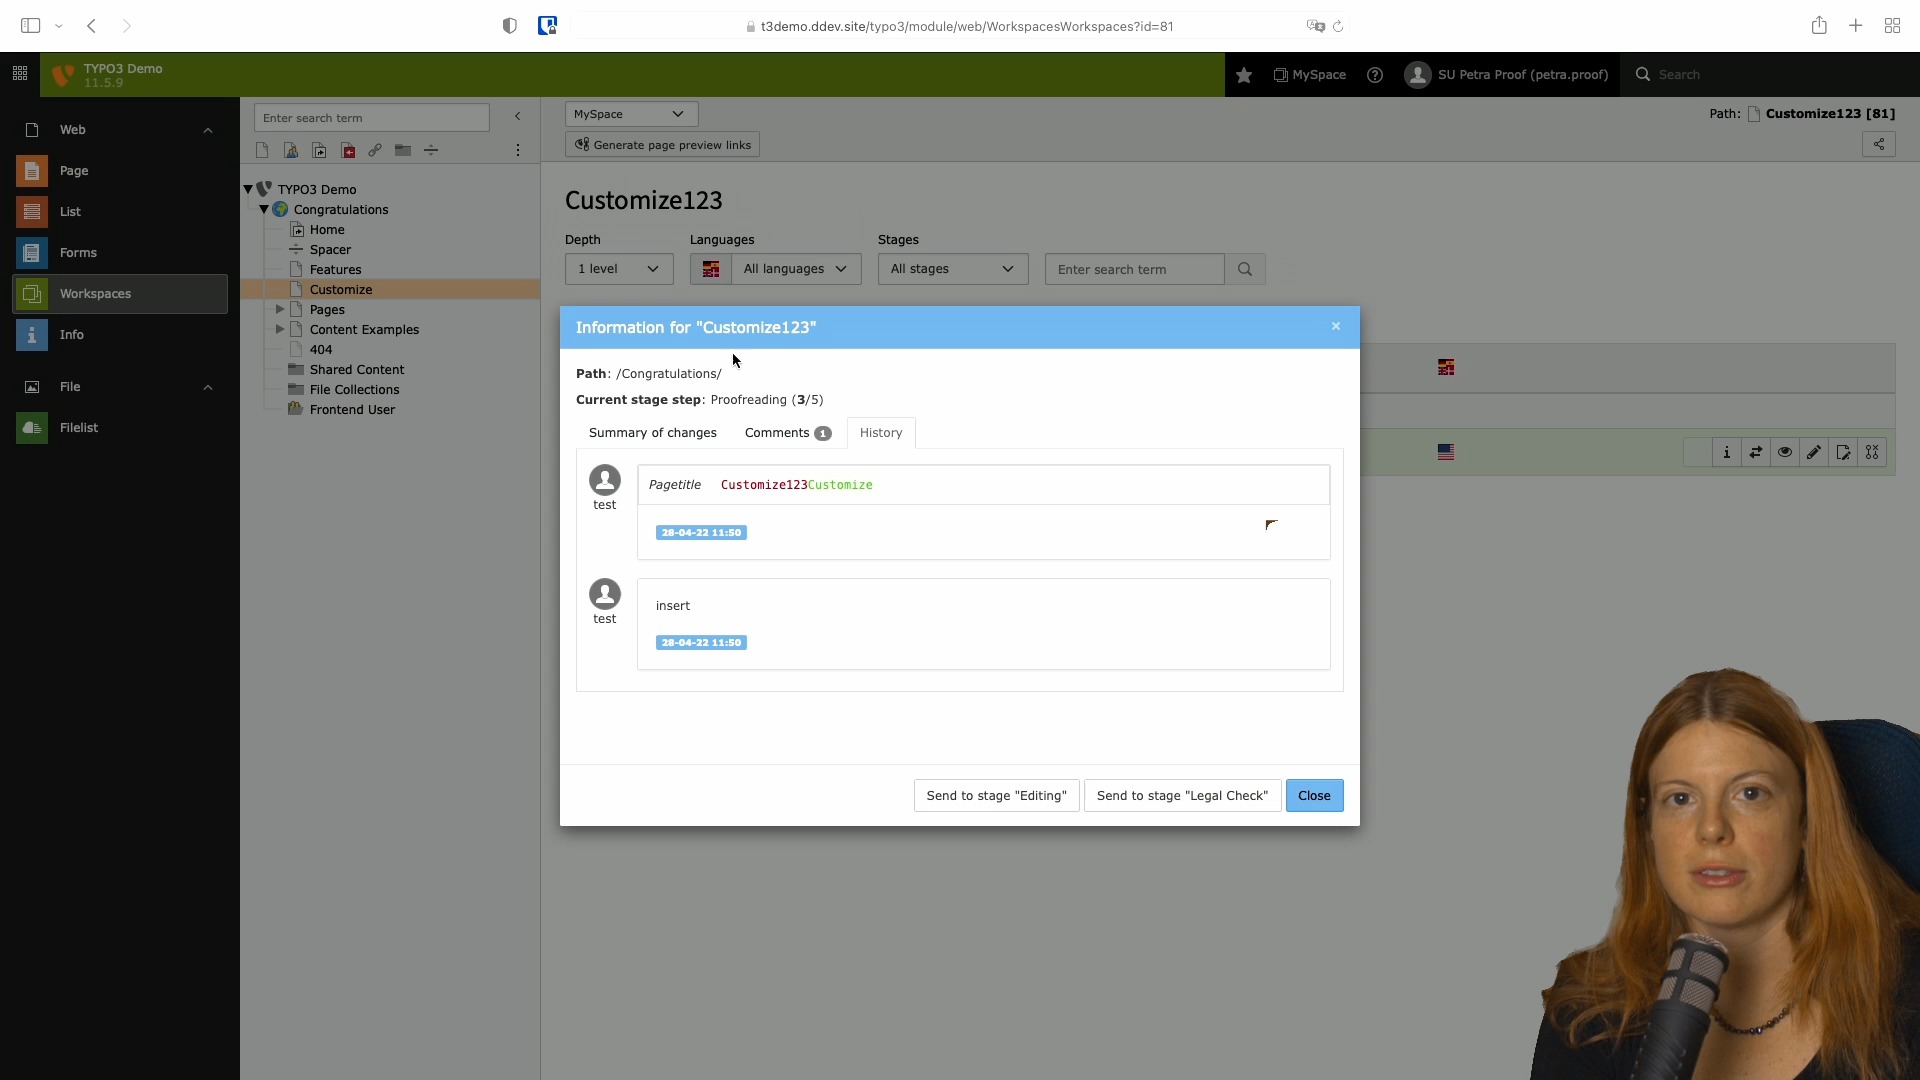 t3demo.ddev.site/typo3/module/web/WorkspacesWorkspaces?id=81
TYPO3 Demo
11.5.9
MySpace
SU Petra Proof (petra.proof)
Search
Web
Page
List
Forms
Workspaces
Info
File
Filelist
Enter search term
TYPO3 Demo
Congratulations
Home
Spacer
Features
Customize
Pages
Content Examples
404
Shared Content
File Collections
Frontend User
MySpace
Path: Customize123 [81]
Generate page preview links
Customize123
Depth Languages Stages
1 level All languages All stages Enter search term
Information for "Customize123"
Path: /Congratulations/
Current stage step: Proofreading (3/5)
Summary of changes Comments 1 History
test
Pagetitle Customize123Customize
28-04-22 11:50
test
insert
28-04-22 11:50
Send to stage "Editing" Send to stage "Legal Check" Close